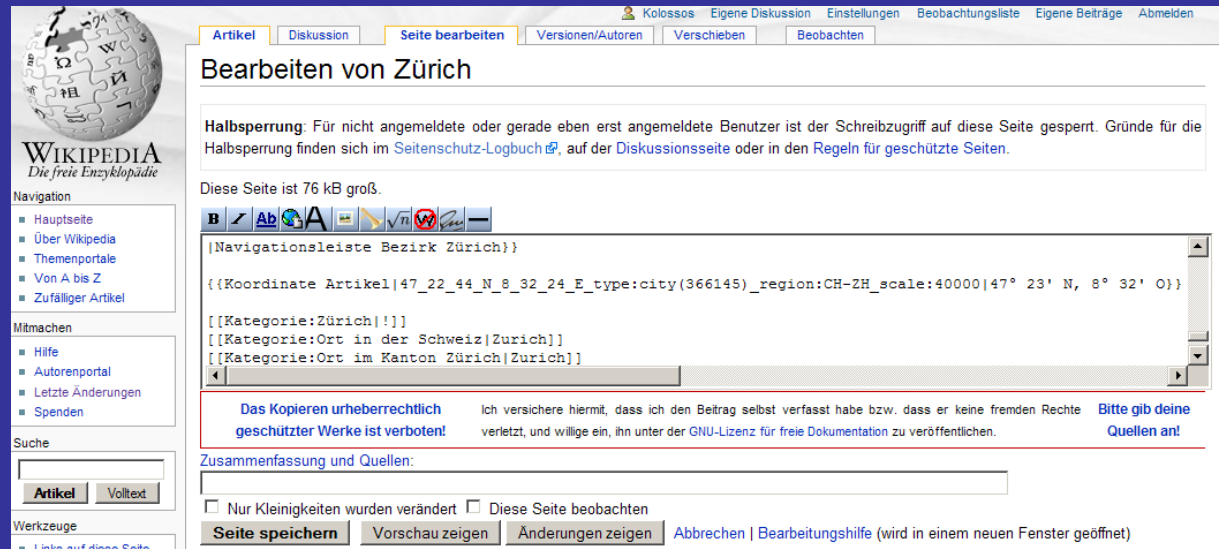 Kolossos Eigene Diskussion Einstellungen Beobachtungsliste Eigene Beiträge Abmelden
Artikel Diskussion Seite bearbeiten Versionen/Autoren Verschieben Beobachten
Bearbeiten von Zürich
Halbsperrung: Für nicht angemeldete oder gerade eben erst angemeldete Benutzer ist der Schreibzugriff auf diese Seite gesperrt. Gründe für die
Halbsperrung finden sich im Seitenschutz-Logbuch, auf der Diskussionsseite oder in den Regeln für geschützte Seiten.
Diese Seite ist 76 kB groß.
B I Ab A √n W
|Navigationsleiste Bezirk Zürich}}
{{Koordinate Artikel|47_22_44_N_8_32_24_E_type:city(366145)_region:CH-ZH_scale:40000|47° 23' N, 8° 32' O}}
[[Kategorie:Zürich|!]]
[[Kategorie:Ort in der Schweiz|Zurich]]
[[Kategorie:Ort im Kanton Zürich|Zurich]]
Das Kopieren urheberrechtlich
geschützter Werke ist verboten!
Ich versichere hiermit, dass ich den Beitrag selbst verfasst habe bzw. dass er keine fremden Rechte
verletzt, und willige ein, ihn unter der GNU-Lizenz für freie Dokumentation zu veröffentlichen.
Bitte gib deine
Quellen an!
Zusammenfassung und Quellen:
Nur Kleinigkeiten wurden verändert Diese Seite beobachten
Seite speichern Vorschau zeigen Änderungen zeigen Abbrechen | Bearbeitungshilfe (wird in einem neuen Fenster geöffnet)
WIKIPEDIA
Die freie Enzyklopädie
Navigation
Hauptseite
Über Wikipedia
Themenportale
Von A bis Z
Zufälliger Artikel
Mitmachen
Hilfe
Autorenportal
Letzte Änderungen
Spenden
Suche
Artikel Volltext
Werkzeuge
Links auf diese Seite